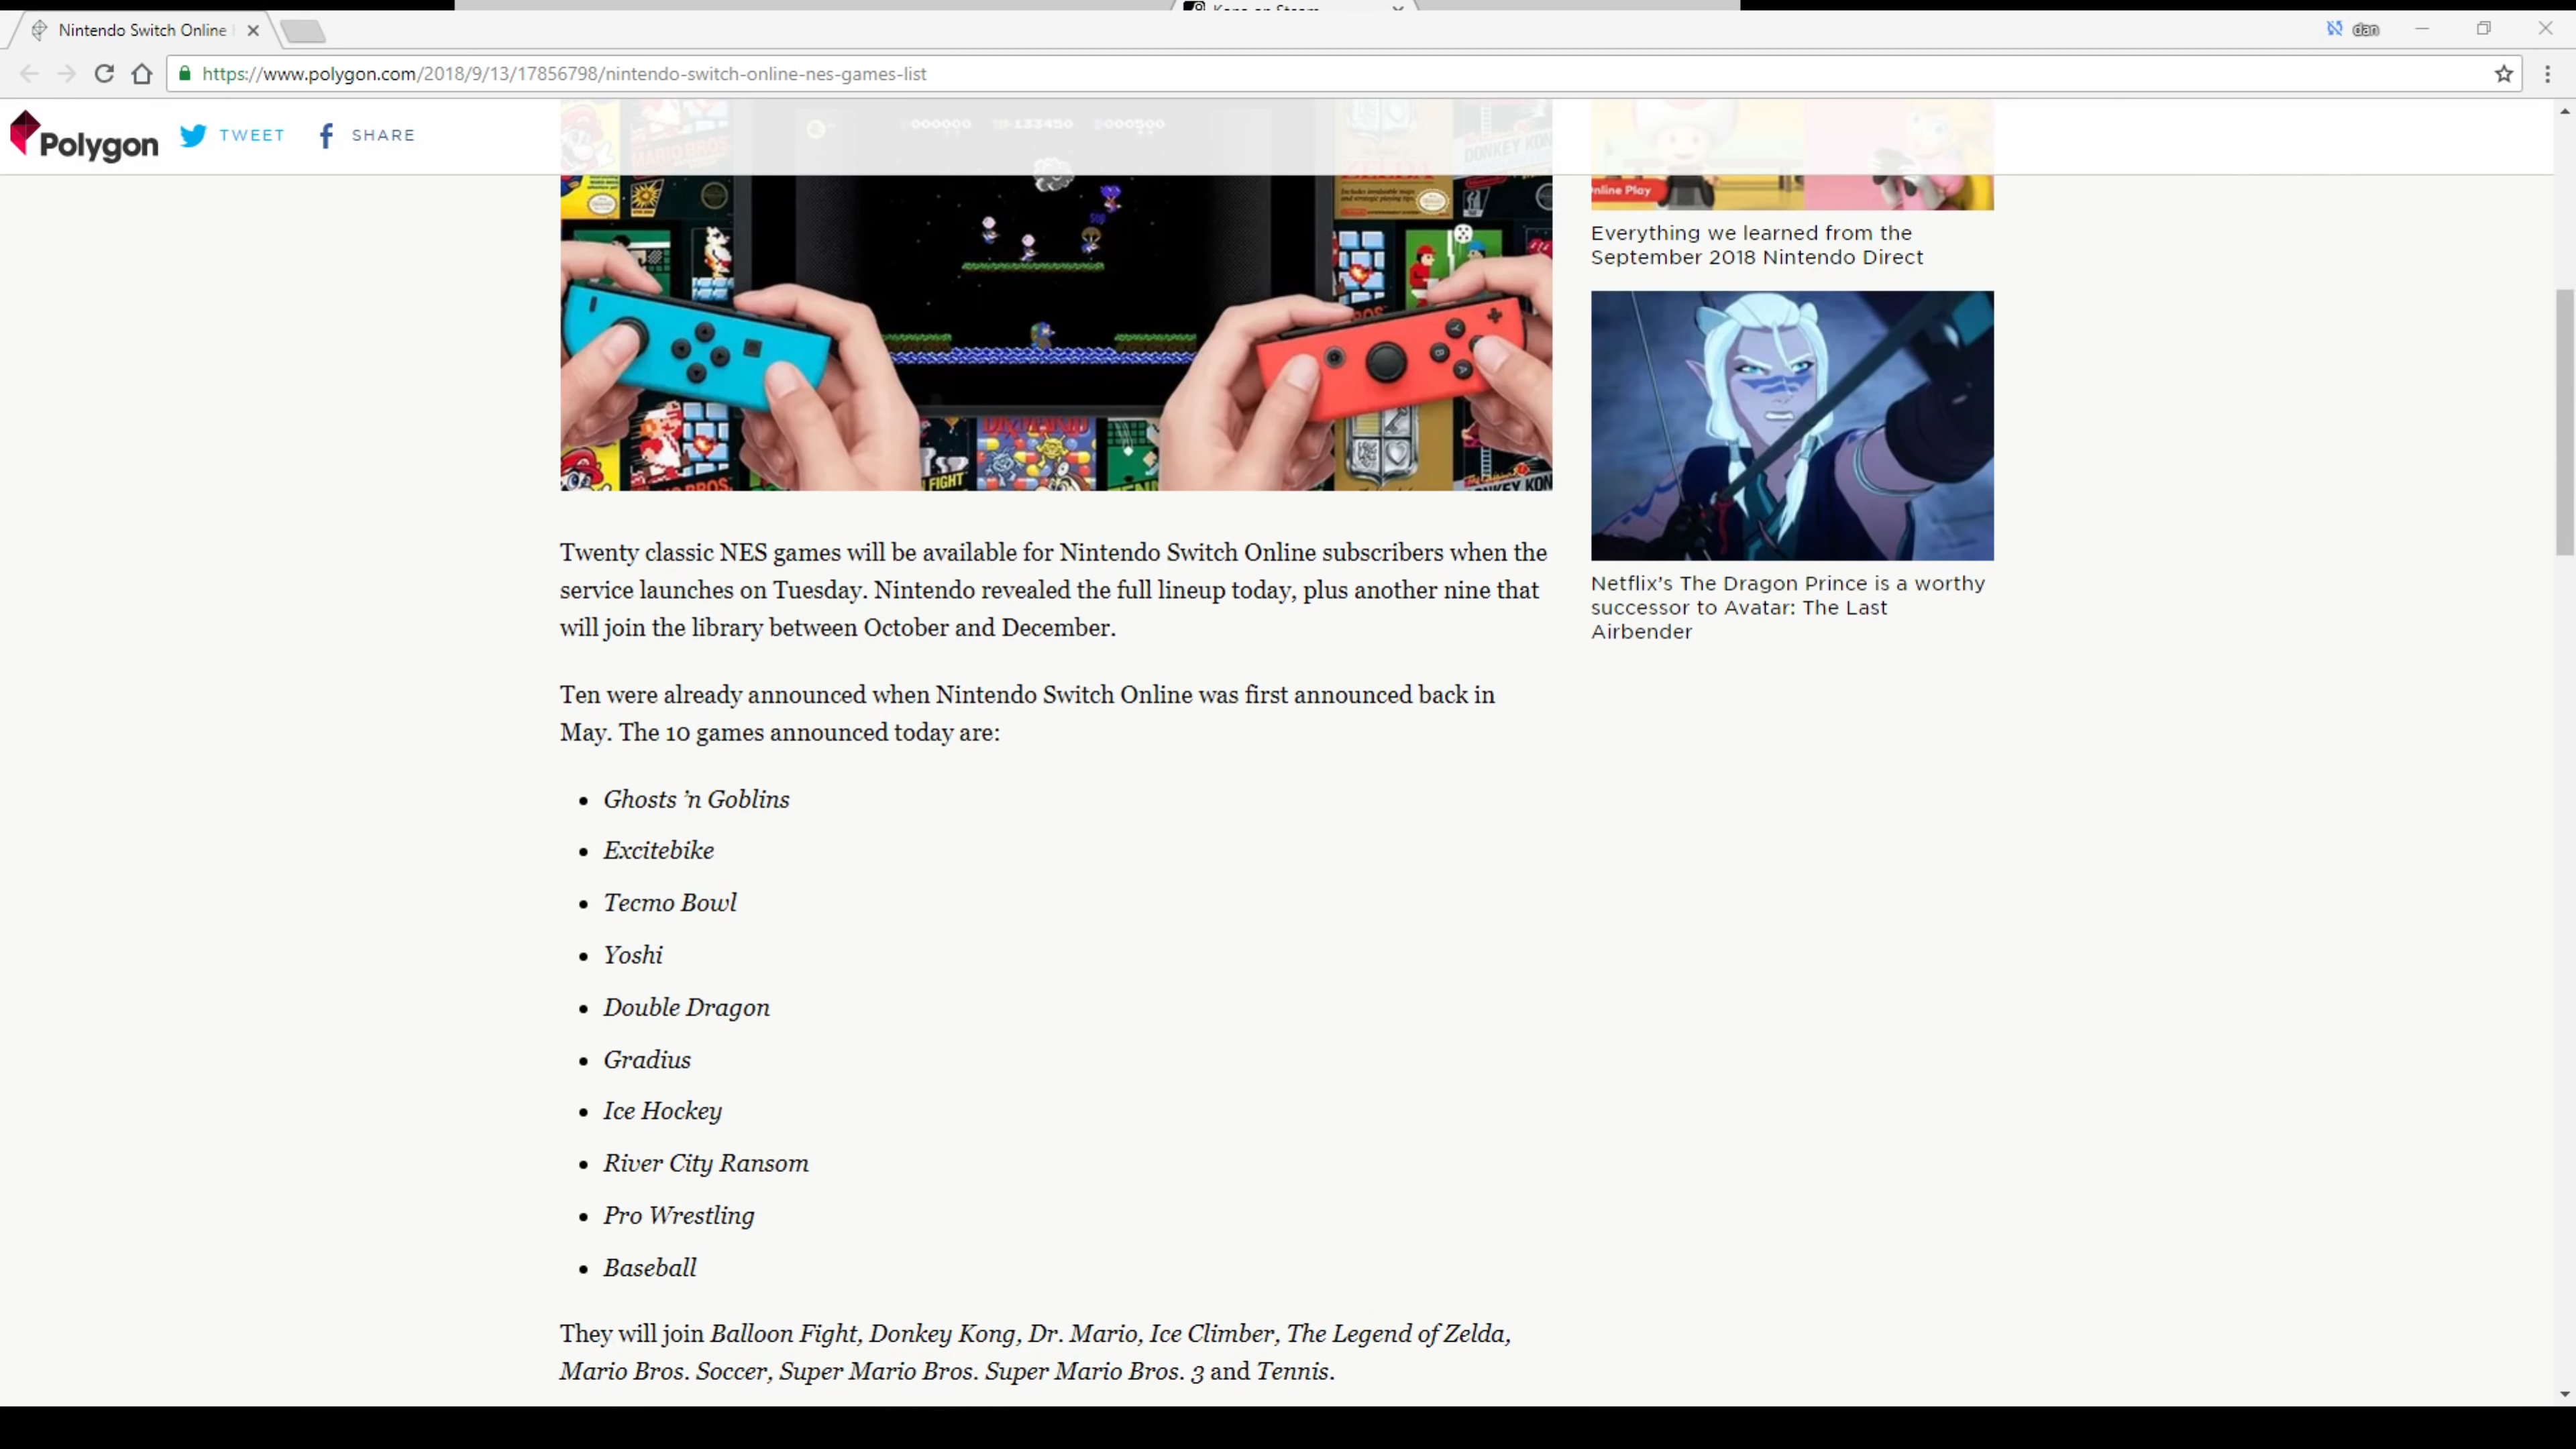 Nintendo Switch Online
dan
https://www.polygon.com/2018/9/13/17856798/nintendo-switch-online-nes-games-list
Polygon
TWEET
SHARE
000000 133450 000500
nline Play
FIGHT
Everything we learned from the
September 2018 Nintendo Direct
Netflix's The Dragon Prince is a worthy
successor to Avatar: The Last
Airbender
Twenty classic NES games will be available for Nintendo Switch Online subscribers when the
service launches on Tuesday. Nintendo revealed the full lineup today, plus another nine that
will join the library between October and December.
Ten were already announced when Nintendo Switch Online was first announced back in
May. The 10 games announced today are:
• Ghosts 'n Goblins
• Excitebike
• Tecmo Bowl
• Yoshi
• Double Dragon
• Gradius
• Ice Hockey
• River City Ransom
• Pro Wrestling
• Baseball
They will join Balloon Fight, Donkey Kong, Dr. Mario, Ice Climber, The Legend of Zelda,
Mario Bros. Soccer, Super Mario Bros. Super Mario Bros. 3 and Tennis.